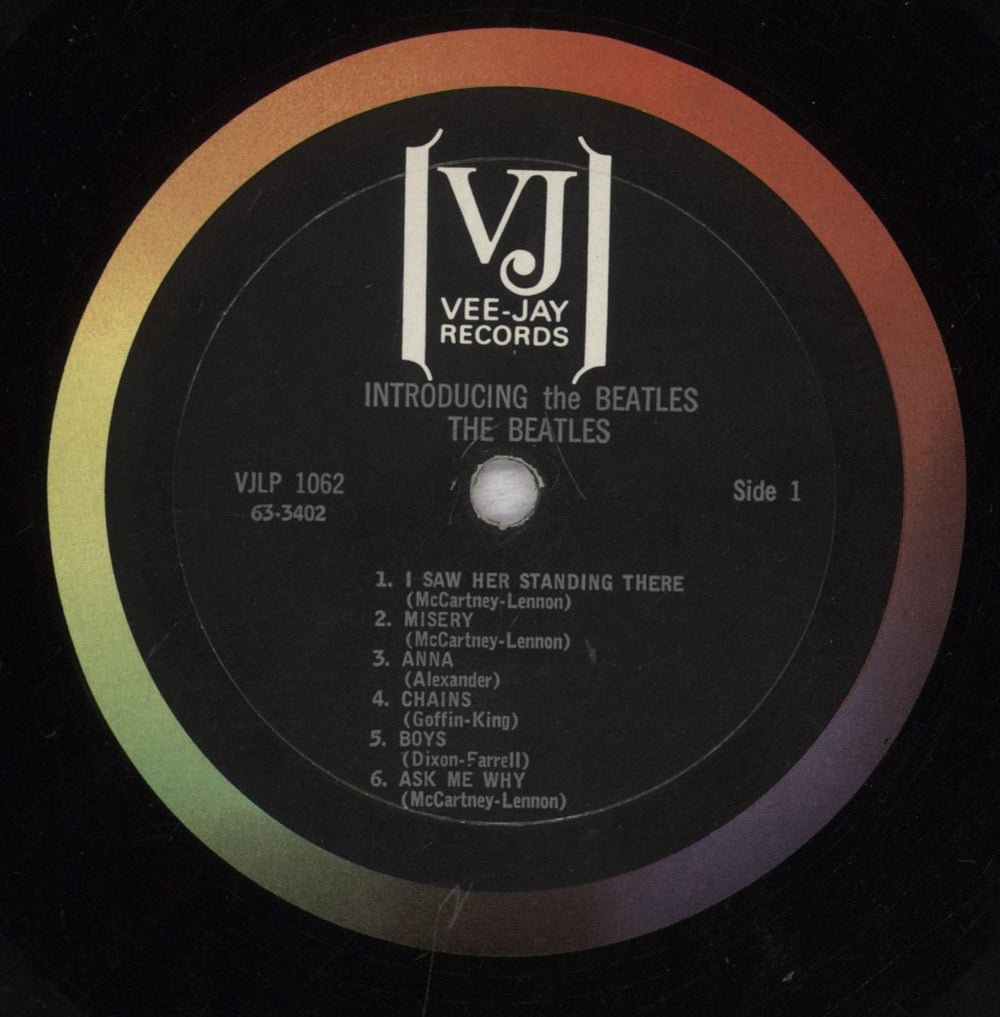 VJ
VEE-JAY
RECORDS
INTRODUCING the BEATLES
THE BEATLES
VJLP 1062
63-3402
Side 1
1. I SAW HER STANDING THERE
(McCartney-Lennon)
2. MISERY
(McCartney-Lennon)
3. ANNA
(Alexander)
4. CHAINS
(Goffin-King)
5. BOYS
(Dixon-Farrell)
6. ASK ME WHY
(McCartney-Lennon)